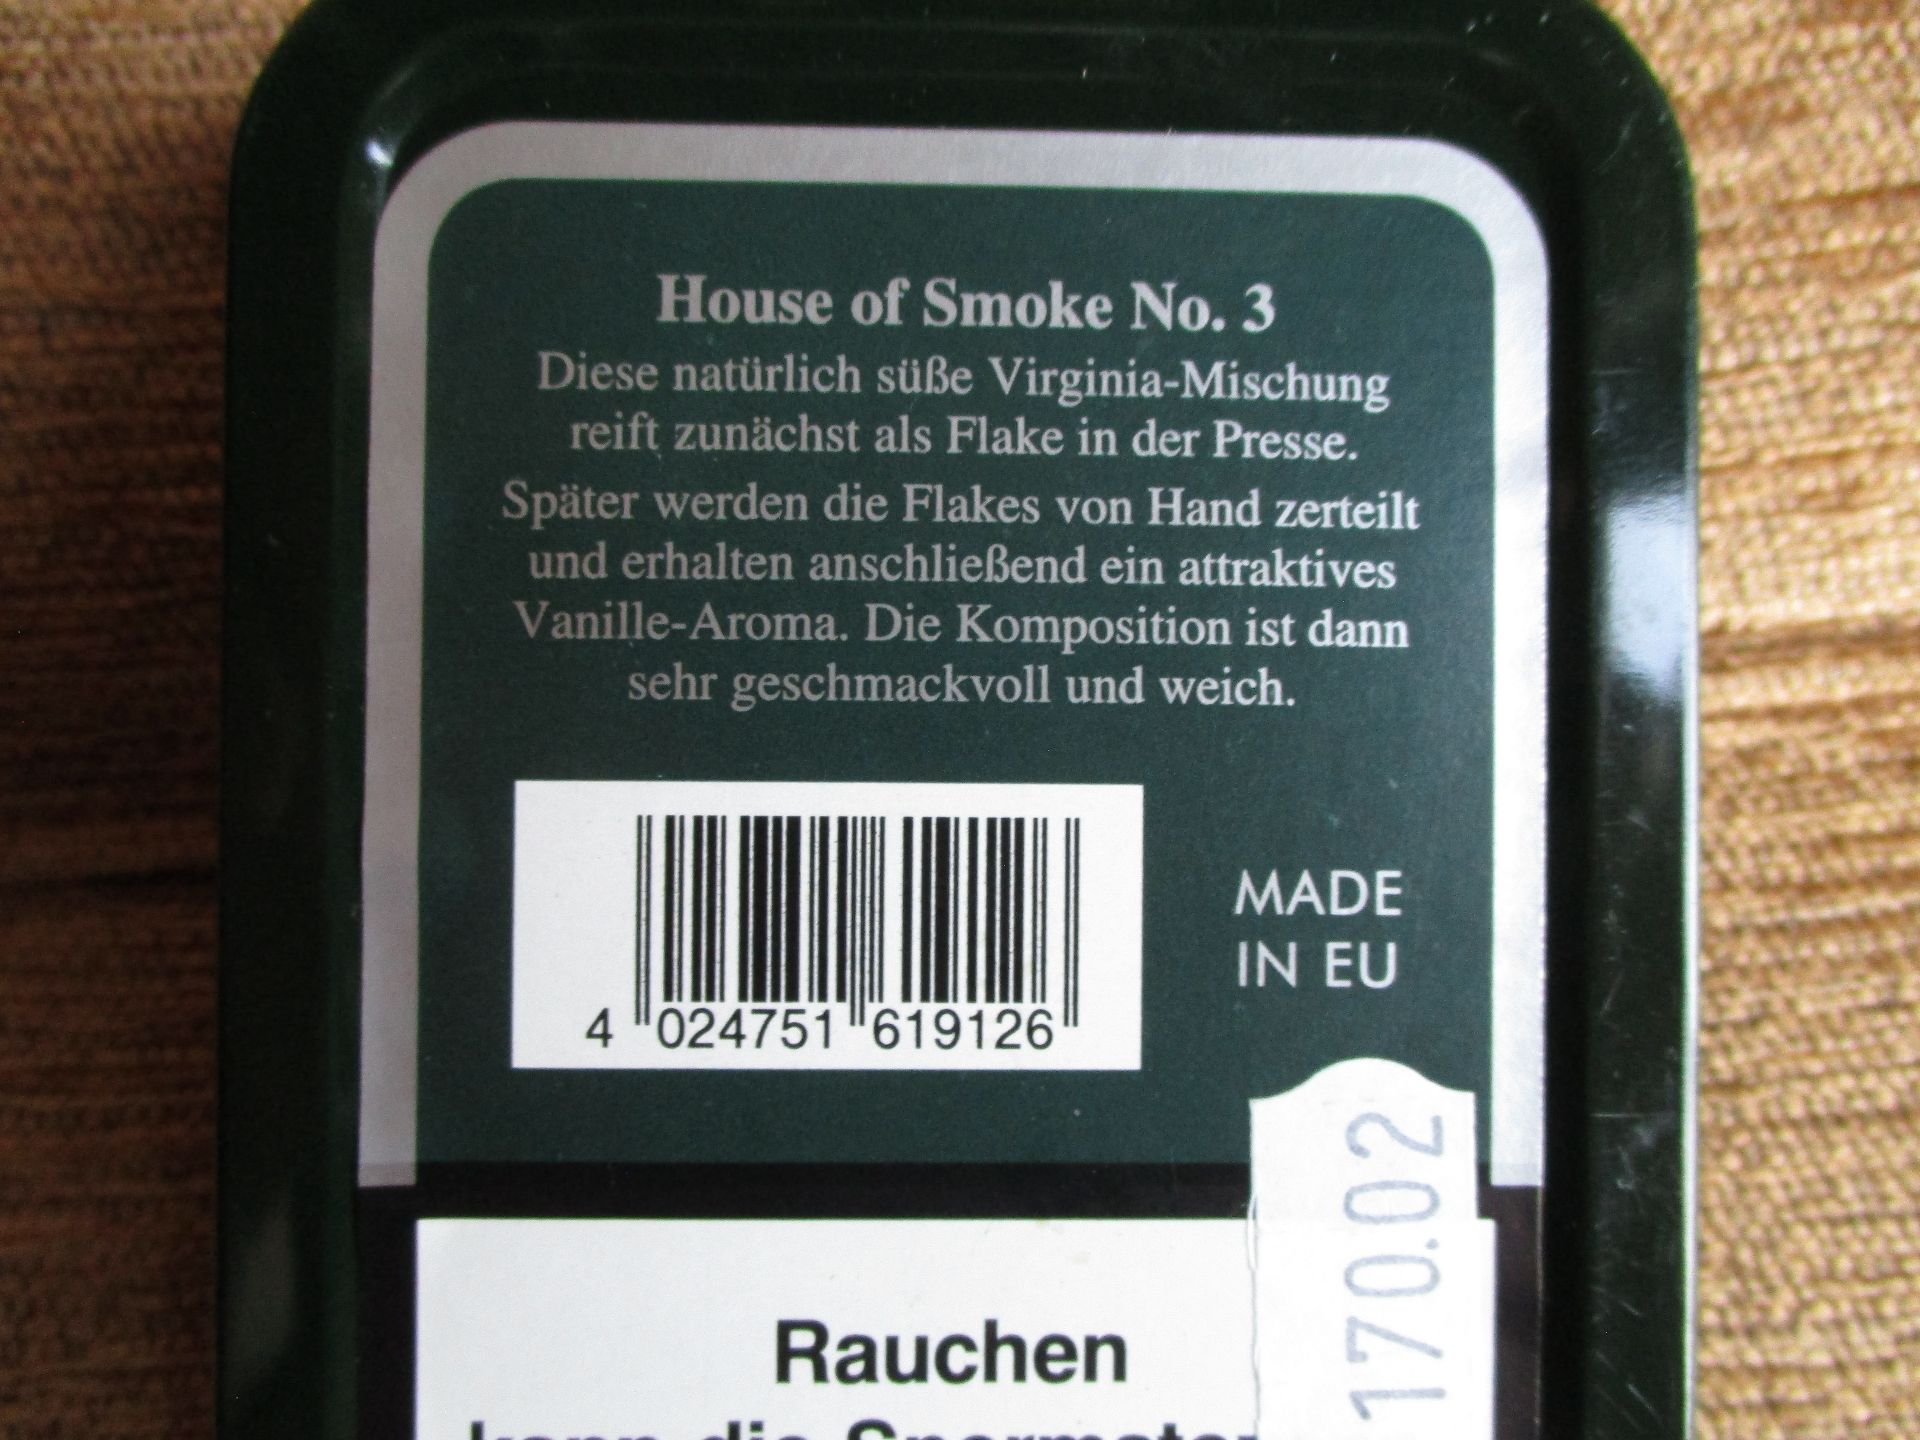 House of Smoke No. 3
Diese natürlich süße Virginia-Mischung
reift zunächst als Flake in der Presse.
Später werden die Flakes von Hand zerteilt
und erhalten anschließend ein attraktives
Vanille-Aroma. Die Komposition ist dann
sehr geschmackvoll und weich.
MADE
IN EU
4 024751 619126
170.02
Rauchen
kann die